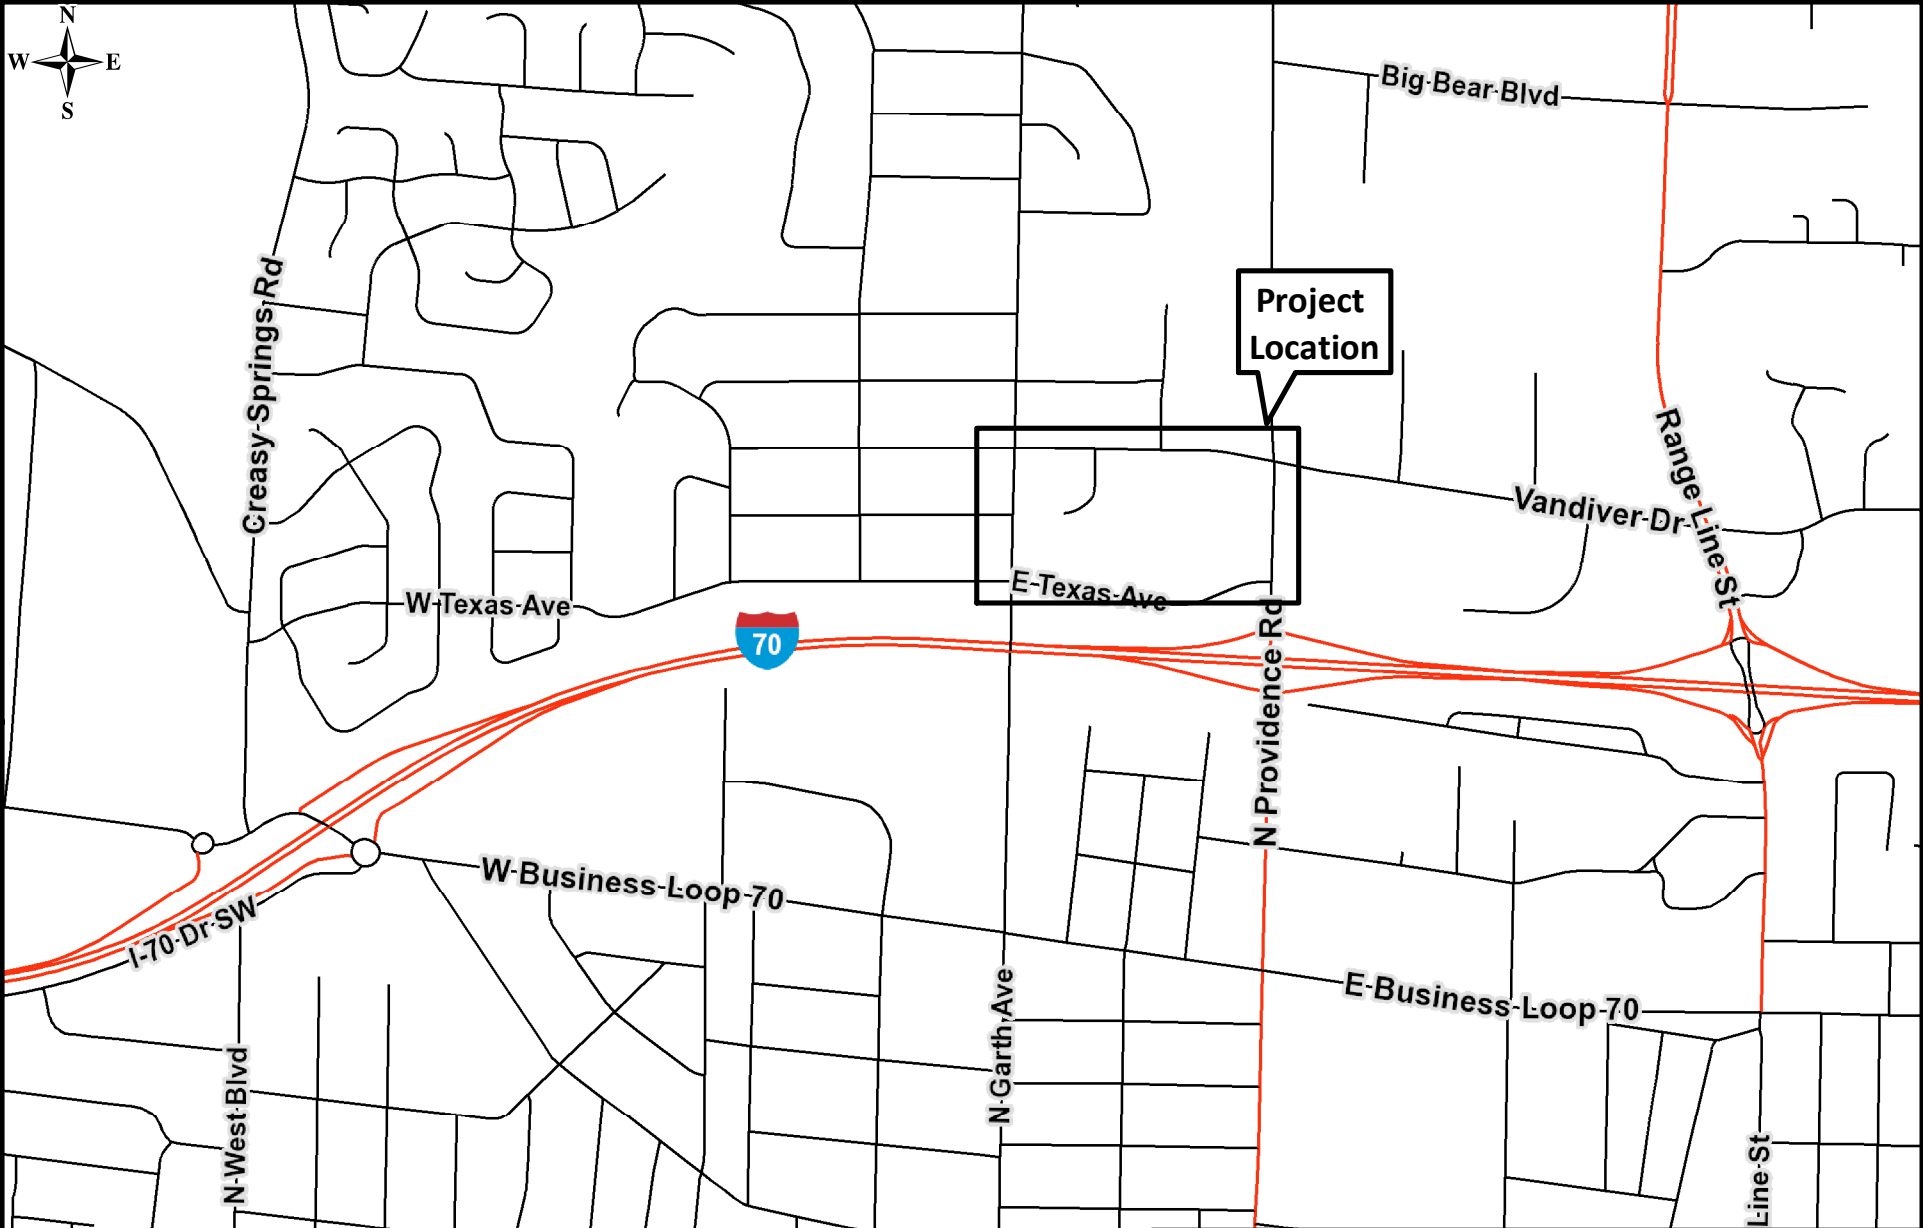 N
W E
S
Big Bear Blvd
Creasy Springs Rd
Project
Location
Range Line St
Vandiver Dr
E Texas Ave
W Texas Ave
70
N Providence Rd
W Business Loop 70
I-70 Dr SW
E Business Loop 70
N Garth Ave
N West Blvd
Line St